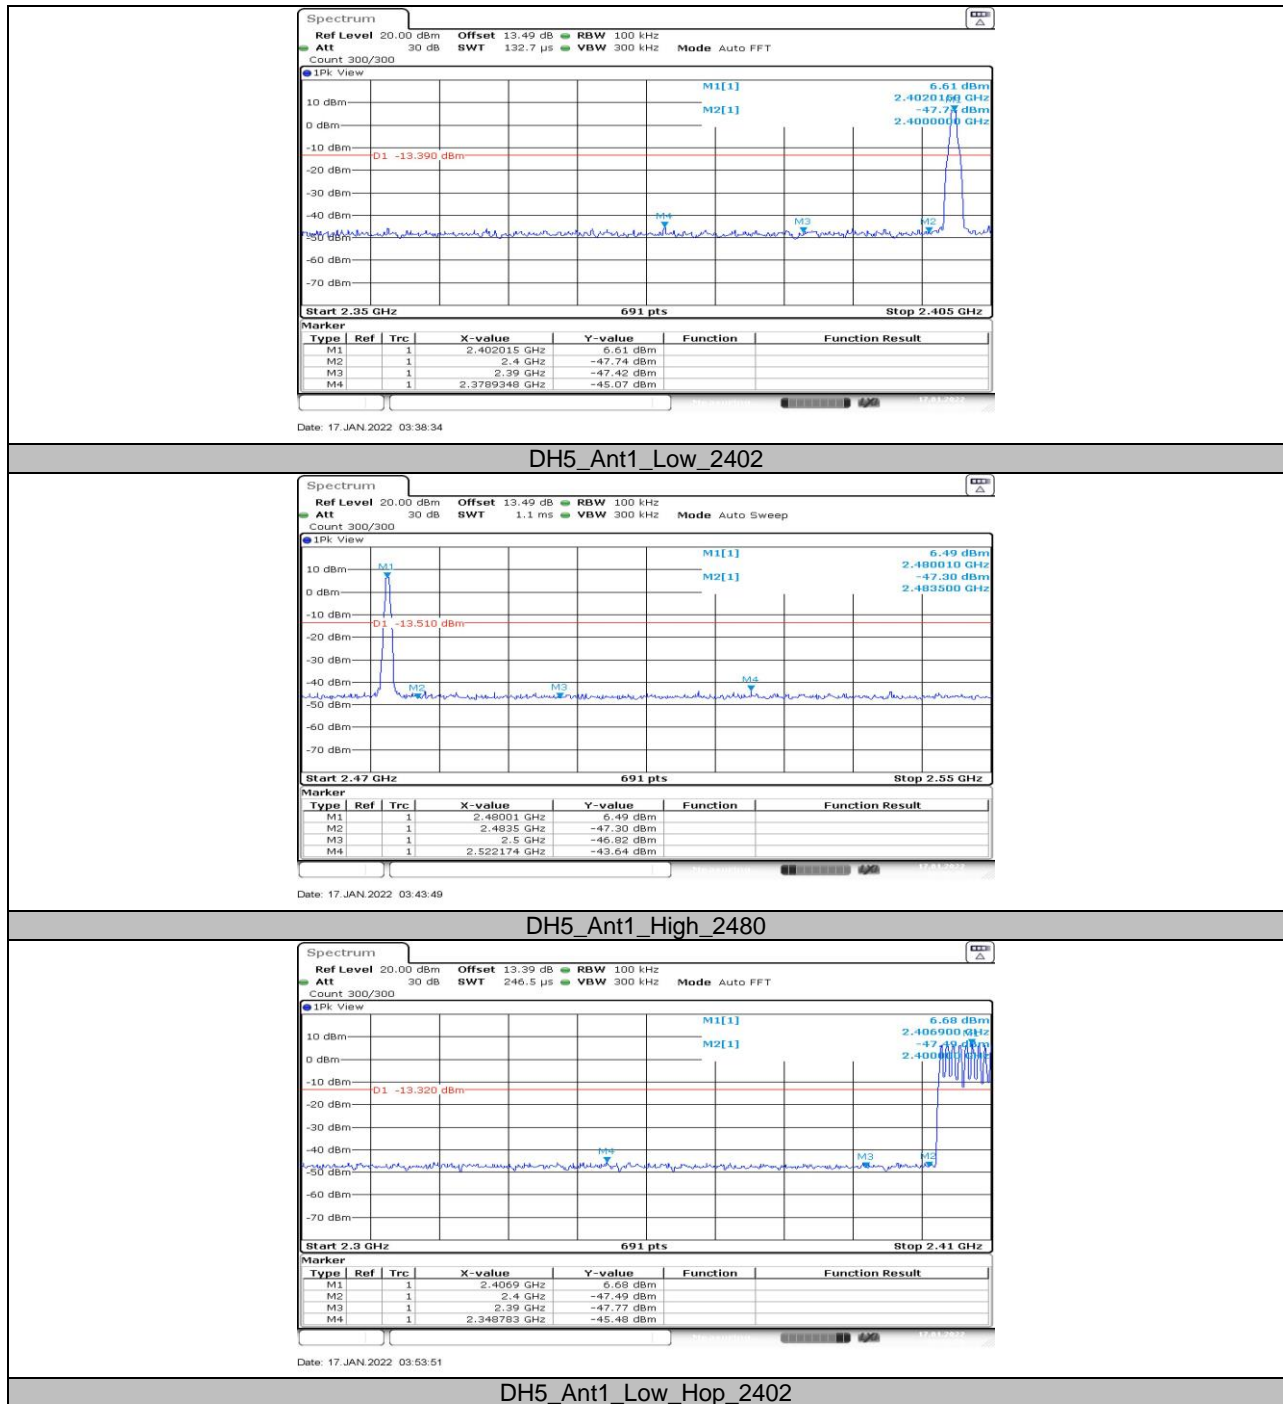 Spectrum
Ref Level 20.00 dBm Offset 13.49 dB RBW 100 kHz
Att 30 dB SWT 132.7 µs VBW 300 kHz Mode Auto FFT
Count 300/300
1Pk View
M1[1] 6.61 dBm
10 dBm
M2[1] -47.74 dBm
0 dBm 2.4000000 GHz
-10 dBm
D1 -13.390 dBm
-20 dBm
-30 dBm
-40 dBm
M4 M3 M2
-50 dBm
-60 dBm
-70 dBm
Start 2.35 GHz 691 pts Stop 2.405 GHz
Marker
Type Ref Trc X-value Y-value Function Function Result
M1 1 2.402015 GHz 6.61 dBm
M2 1 2.4 GHz -47.74 dBm
M3 1 2.39 GHz -47.42 dBm
M4 1 2.3789348 GHz -45.07 dBm
Date: 17.JAN.2022 03:38:34
DH5_Ant1_Low_2402
Spectrum
Ref Level 20.00 dBm Offset 13.49 dB RBW 100 kHz
Att 30 dB SWT 1.1 ms VBW 300 kHz Mode Auto Sweep
Count 300/300
1Pk View
M1[1] 6.49 dBm
10 dBm M1 2.480010 GHz
M2[1] -47.30 dBm
0 dBm 2.483500 GHz
-10 dBm
D1 -13.510 dBm
-20 dBm
-30 dBm
-40 dBm
M2 M3 M4
-50 dBm
-60 dBm
-70 dBm
Start 2.47 GHz 691 pts Stop 2.55 GHz
Marker
Type Ref Trc X-value Y-value Function Function Result
M1 1 2.48001 GHz 6.49 dBm
M2 1 2.4835 GHz -47.30 dBm
M3 1 2.5 GHz -46.82 dBm
M4 1 2.522174 GHz -43.64 dBm
Date: 17.JAN.2022 03:43:49
DH5_Ant1_High_2480
Spectrum
Ref Level 20.00 dBm Offset 13.39 dB RBW 100 kHz
Att 30 dB SWT 246.5 µs VBW 300 kHz Mode Auto FFT
Count 300/300
1Pk View
M1[1] 6.68 dBm
10 dBm 2.406900 GHz
M2[1] -47.49 dBm
0 dBm
-10 dBm
D1 -13.320 dBm
-20 dBm
-30 dBm
-40 dBm
M4 M3 M2
-50 dBm
-60 dBm
-70 dBm
Start 2.3 GHz 691 pts Stop 2.41 GHz
Marker
Type Ref Trc X-value Y-value Function Function Result
M1 1 2.4069 GHz 6.68 dBm
M2 1 2.4 GHz -47.49 dBm
M3 1 2.39 GHz -47.77 dBm
M4 1 2.348783 GHz -45.48 dBm
Date: 17.JAN.2022 03:53:51
DH5_Ant1_Low_Hop_2402